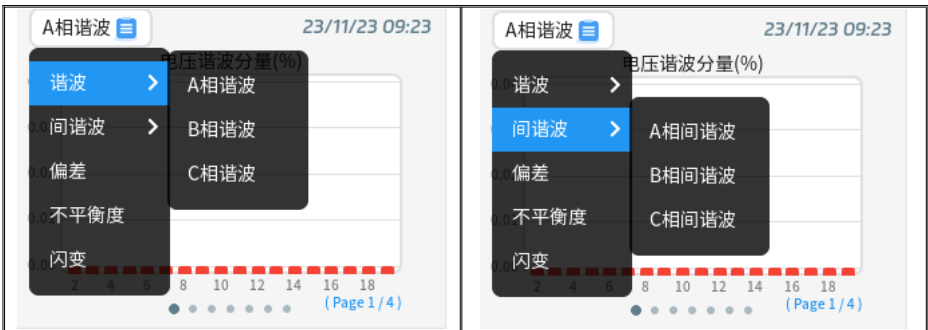 A相谐波
23/11/23 09:23
电压谐波分量(%)
谐波
间谐波
偏差
不平衡度
闪变
A相谐波
B相谐波
C相谐波
2 4 6 8 10 12 14 16 18
( Page 1 / 4 )
A相谐波
23/11/23 09:23
电压谐波分量(%)
谐波
间谐波
偏差
不平衡度
闪变
A相间谐波
B相间谐波
C相间谐波
2 4 6 8 10 12 14 16 18
( Page 1 / 4 )